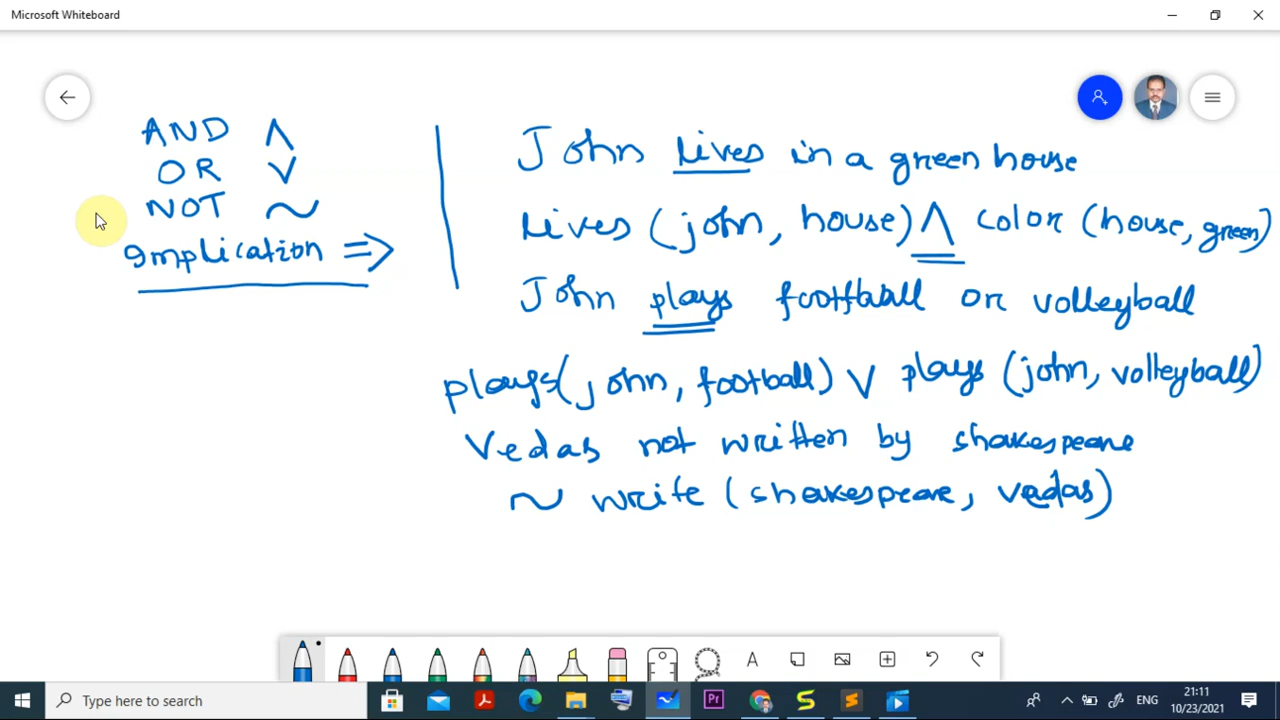 Microsoft Whiteboard
AND ∧
OR ∨
NOT ~
Implication ⇒
John lives in a green house
lives (john, house) ∧ color (house, green)
John plays football or volleyball
plays (john, football) ∨ plays (john, volleyball)
Vedas not written by shakespeare
~ write (shakespeare, vedas)
Type here to search
ENG
21:11
10/23/2021